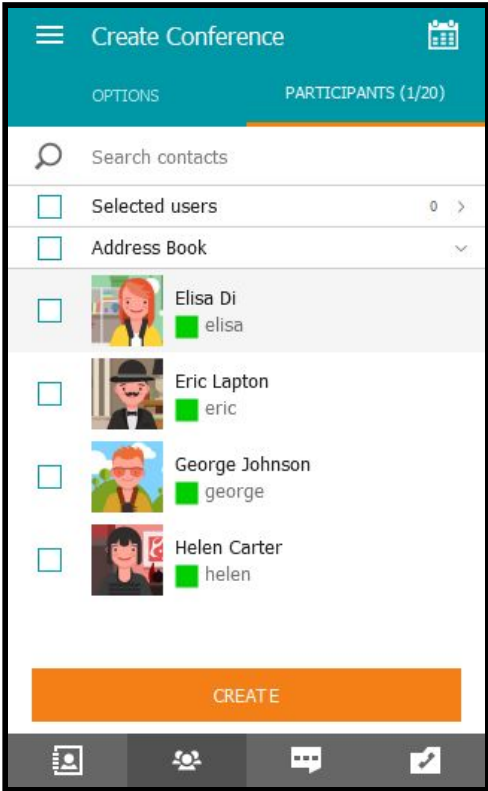 Create Conference
OPTIONS PARTICIPANTS (1/20)
Search contacts
Selected users 0
Address Book
Elisa Di
elisa
Eric Lapton
eric
George Johnson
george
Helen Carter
helen
CREATE